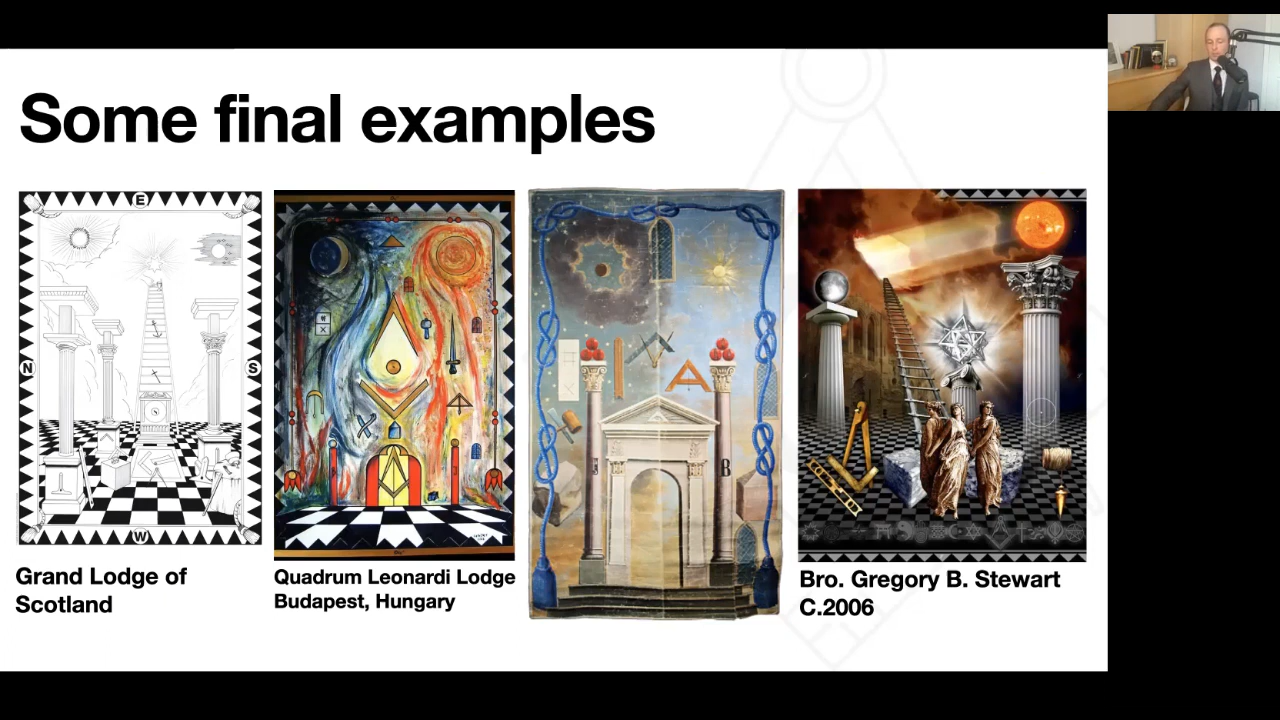 Some final examples
E
N
S
W
J
B
Grand Lodge of
Scotland
Quadrum Leonardi Lodge
Budapest, Hungary
Bro. Gregory B. Stewart
C.2006